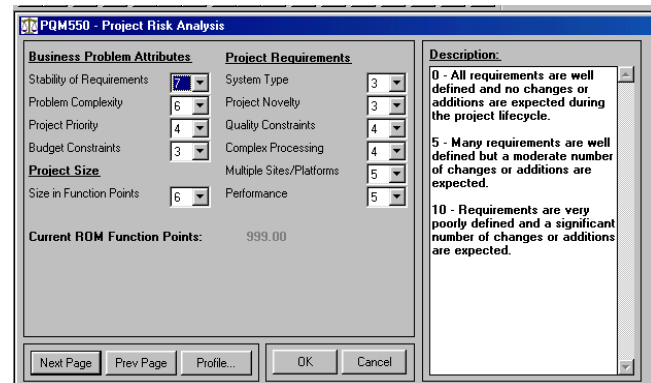 PQM550 - Project Risk Analysis
Business Problem Attributes
Stability of Requirements 7
Problem Complexity 6
Project Priority 4
Budget Constraints 3
Project Size
Size in Function Points 6
Project Requirements
System Type 3
Project Novelty 3
Quality Constraints 4
Complex Processing 4
Multiple Sites/Platforms 5
Performance 5
Current ROM Function Points: 999.00
Description:
0 - All requirements are well
defined and no changes or
additions are expected during
the project lifecycle.
5 - Many requirements are well
defined but a moderate number
of changes or additions are
expected.
10 - Requirements are very
poorly defined and a significant
number of changes or additions
are expected.
Next Page Prev Page Profile... OK Cancel